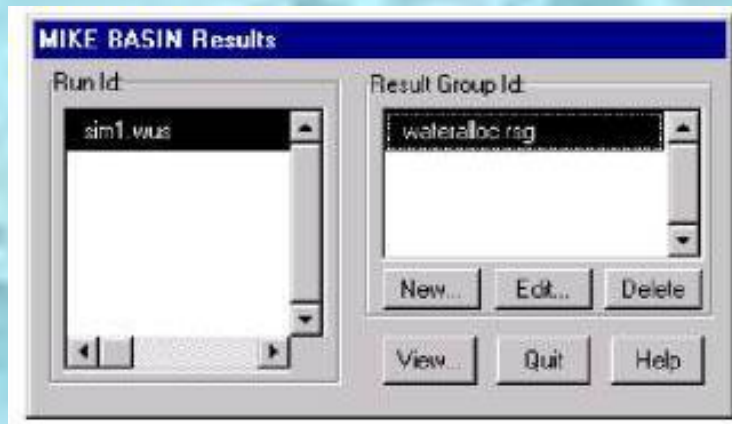 MIKE BASIN Results
Run Id:
sim1.wus
Result Group Id:
wateralloc.rsg
New...
Edit...
Delete
View...
Quit
Help